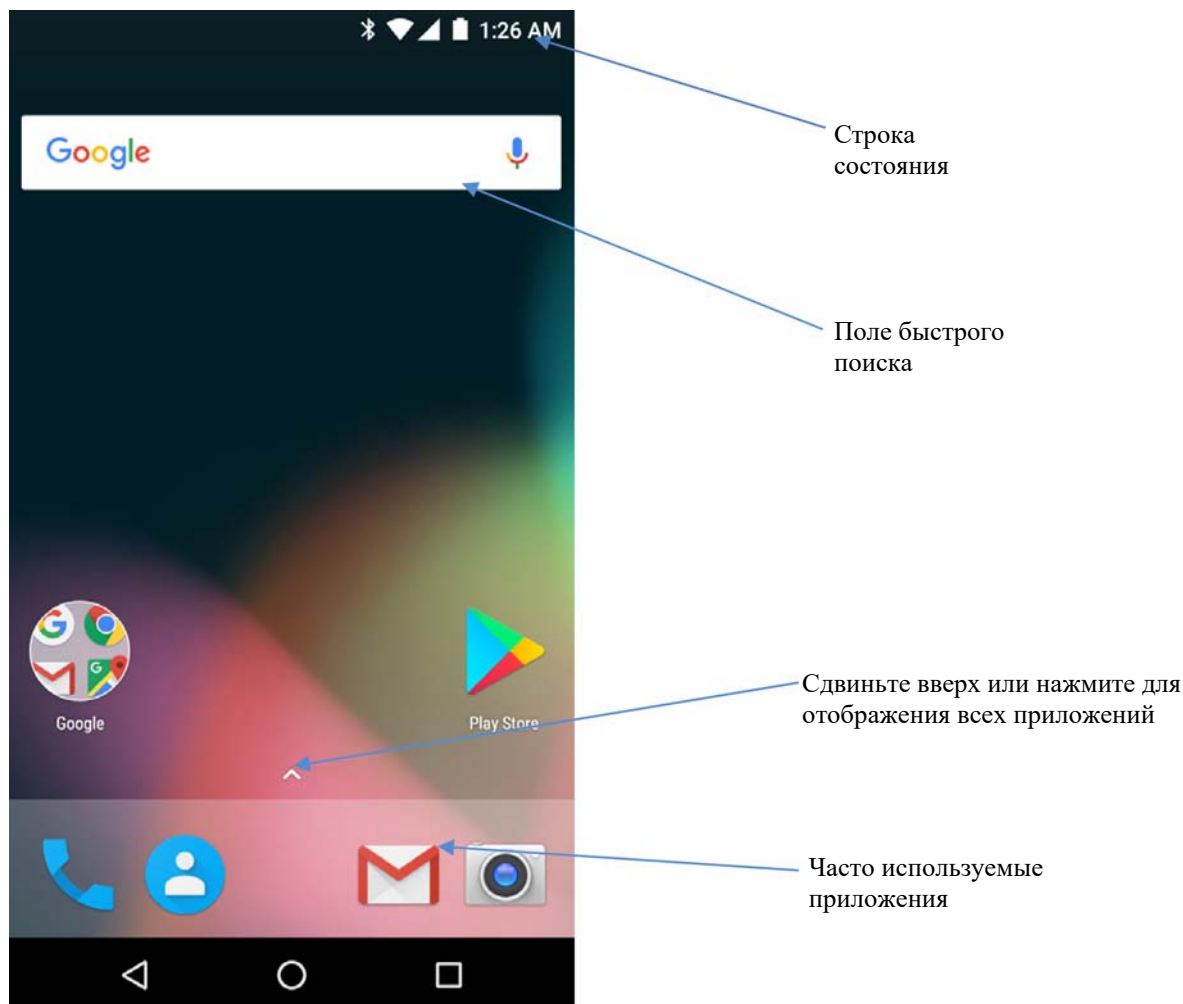 1:26 AM
Google
Строка
состояния
Поле быстрого
поиска
Google
Play Store
Сдвиньте вверх или нажмите для
отображения всех приложений
Часто используемые
приложения